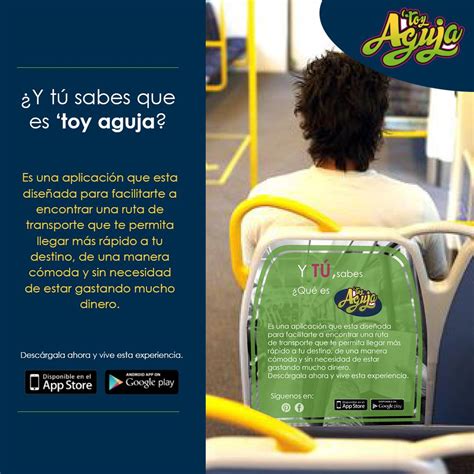 ¿Y tú sabes que
es 'toy aguja?
Es una aplicación que esta
diseñada para facilitarte a
encontrar una ruta de
transporte que te permita
llegar más rápido a tu
destino, de una manera
cómoda y sin necesidad
de estar gastando mucho
dinero.
Descárgala ahora y vive esta experiencia.
Disponible en el
App Store
ANDROID APP ON
Google play
toy
Aguja
Y TÚ,sabes
¿Qué es
toy
Aguja
Es una aplicación que esta diseñada
para facilitarte a encontrar una ruta
de transporte que te permita llegar más
rápido a tu destino, de una manera
cómoda y sin necesidad de estar
gastando mucho dinero.
Descárgala ahora y vive esta experiencia.
Síguenos en:
Disponible en el
App Store
Google play